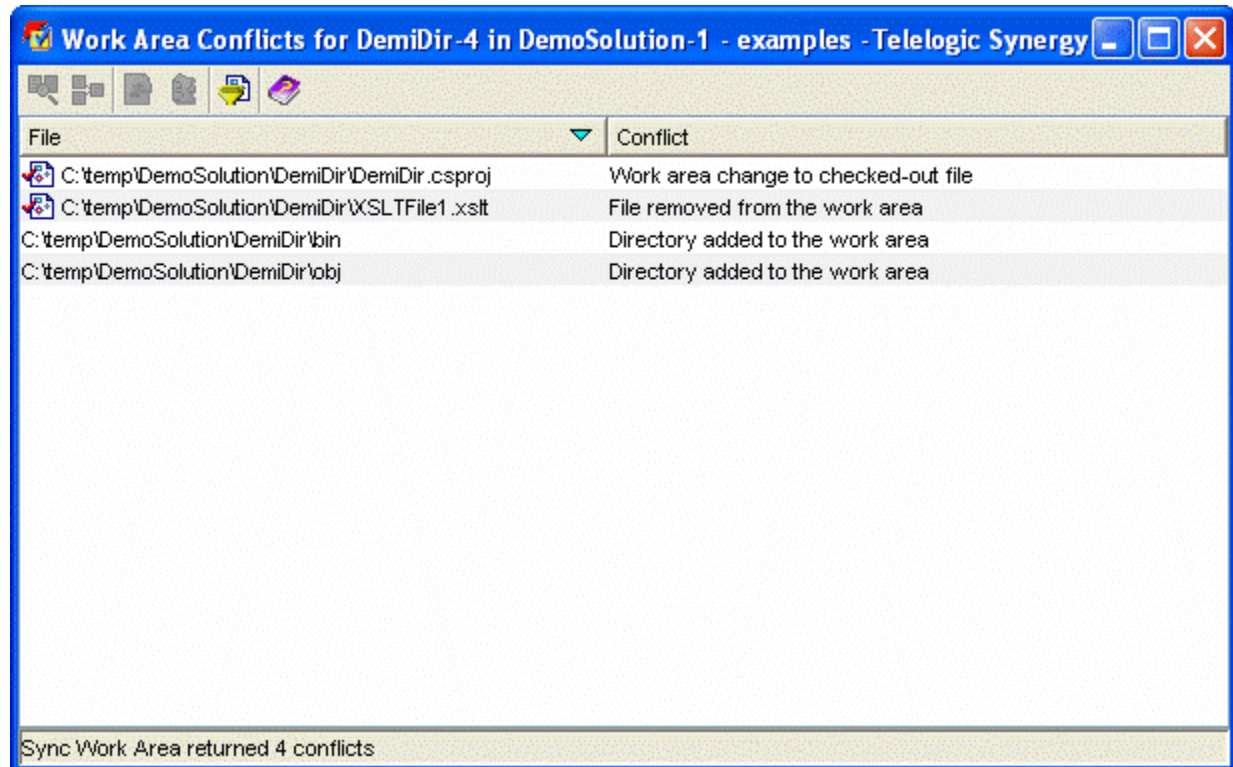 Work Area Conflicts for DemiDir-4 in DemoSolution-1 - examples -Telelogic Synergy
File Conflict
C:\temp\DemoSolution\DemiDir\DemiDir.csproj Work area change to checked-out file
C:\temp\DemoSolution\DemiDir\XSLTFile1.xslt File removed from the work area
C:\temp\DemoSolution\DemiDir\bin Directory added to the work area
C:\temp\DemoSolution\DemiDir\obj Directory added to the work area
Sync Work Area returned 4 conflicts